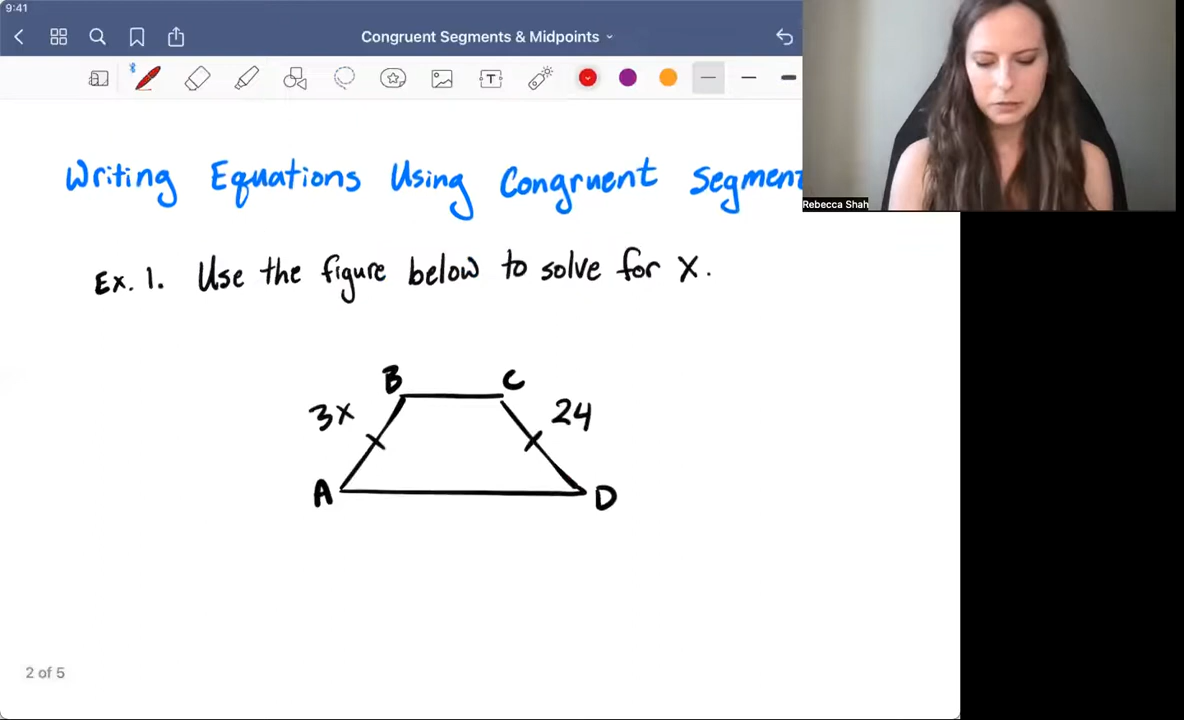 9:41
Congruent Segments & Midpoints
T
Rebecca Shah
Writing Equations Using Congruent Segment
Ex. 1. Use the figure below to solve for x.
B C
3x 24
A D
2 of 5